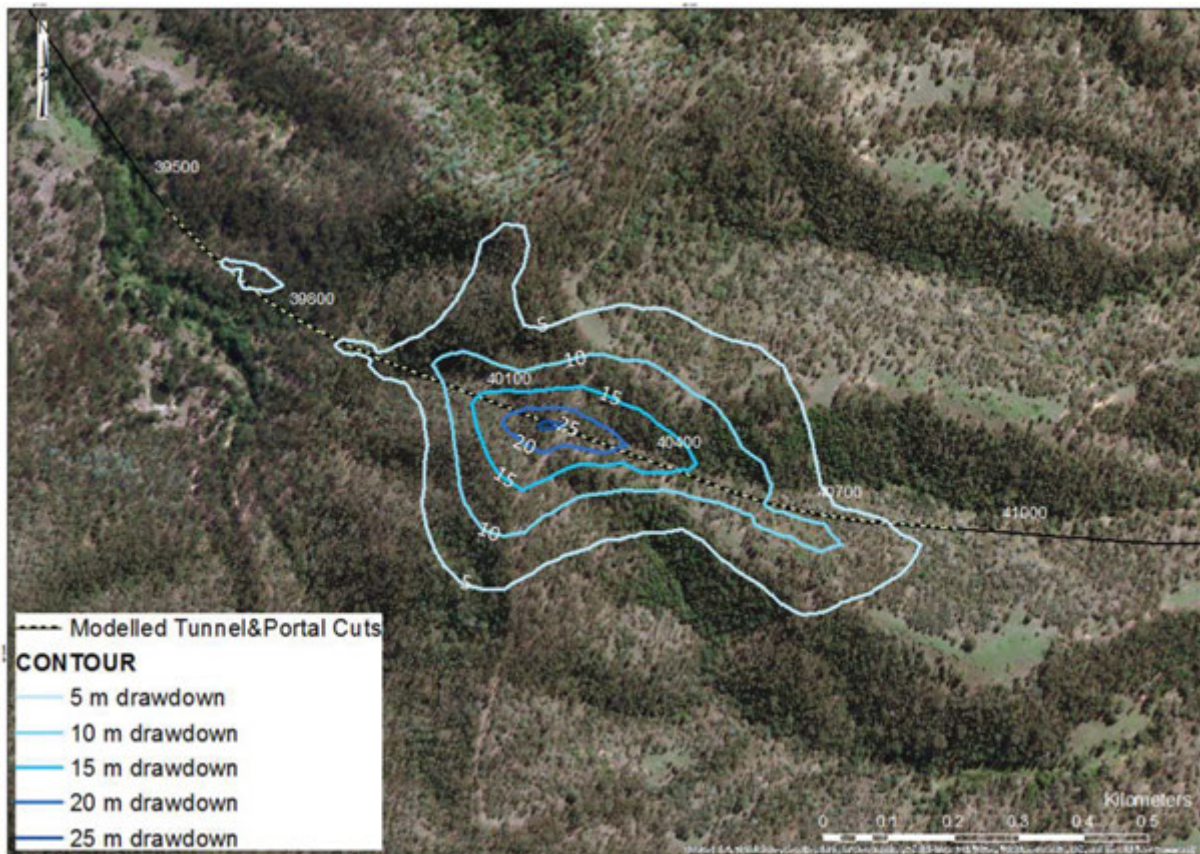 39500
39800
5
10
40100
15
25
20
40400
15
40700
10
41000
5
Modelled Tunnel&Portal Cuts
CONTOUR
5 m drawdown
10 m drawdown
15 m drawdown
20 m drawdown
25 m drawdown
Kilometers
0 0.1 0.2 0.3 0.4 0.5